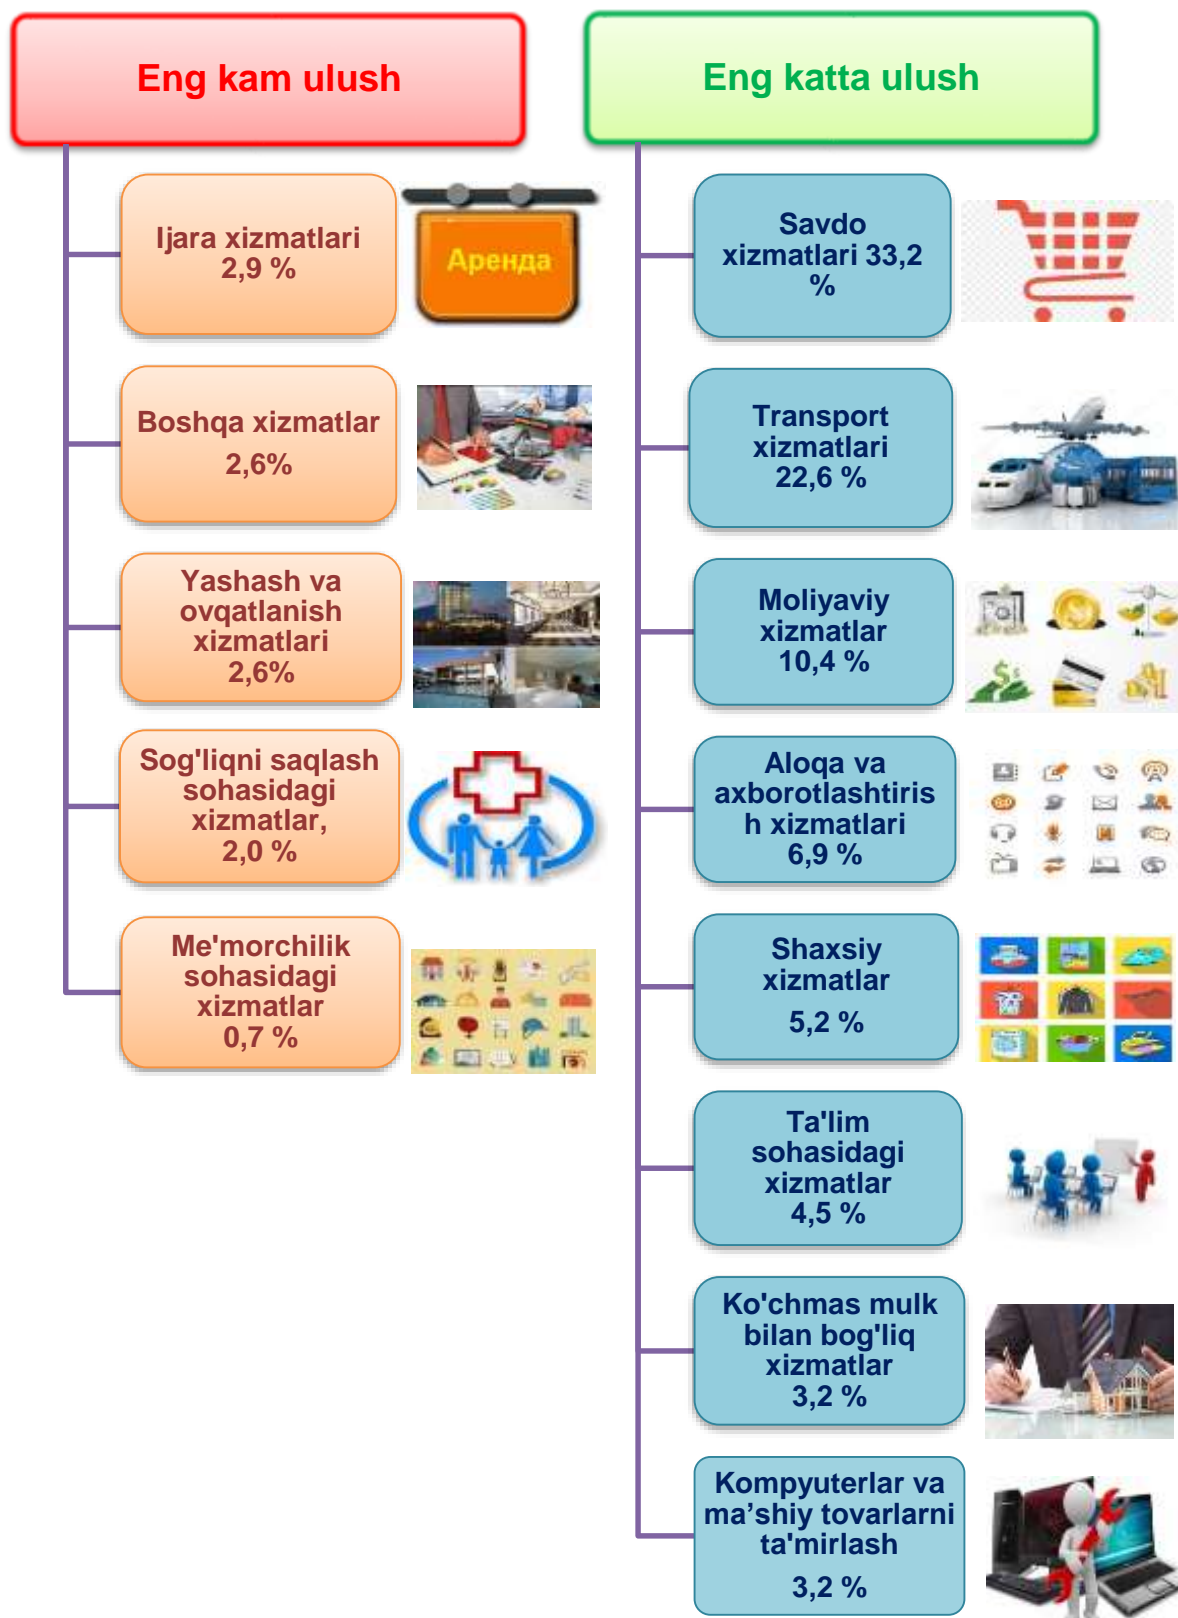 Eng kam ulush
Ijara xizmatlari
2,9 %
Аренда
Boshqa xizmatlar
2,6%
Yashash va
ovqatlanish
xizmatlari
2,6%
Sog'liqni saqlash
sohasidagi
xizmatlar,
2,0 %
Me'morchilik
sohasidagi
xizmatlar
0,7 %
Eng katta ulush
Savdo
xizmatlari 33,2
%
Transport
xizmatlari
22,6 %
Moliyaviy
xizmatlar
10,4 %
Aloqa va
axborotlashtiris
h xizmatlari
6,9 %
Shaxsiy
xizmatlar
5,2 %
Ta'lim
sohasidagi
xizmatlar
4,5 %
Ko'chmas mulk
bilan bog'liq
xizmatlar
3,2 %
Kompyuterlar va
ma’shiy tovarlarni
ta'mirlash
3,2 %